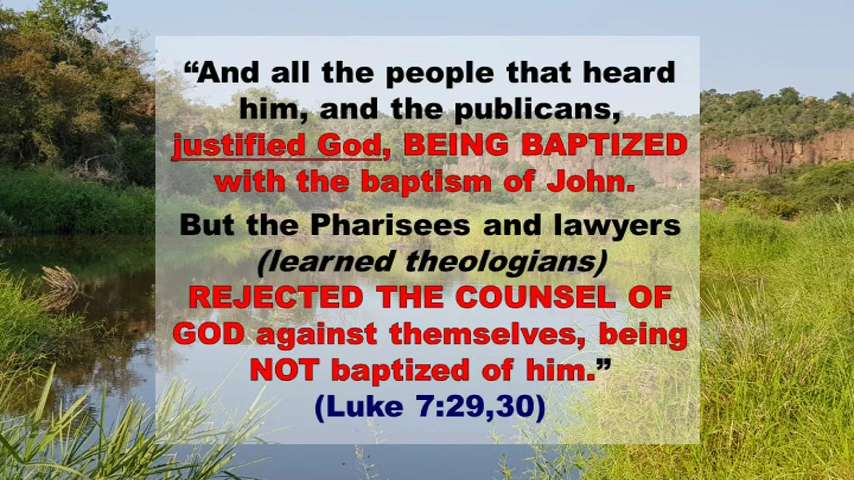 “And all the people that heard
him, and the publicans,
justified God, BEING BAPTIZED
with the baptism of John.
But the Pharisees and lawyers
(learned theologians)
REJECTED THE COUNSEL OF
GOD against themselves, being
NOT baptized of him.”
(Luke 7:29,30)